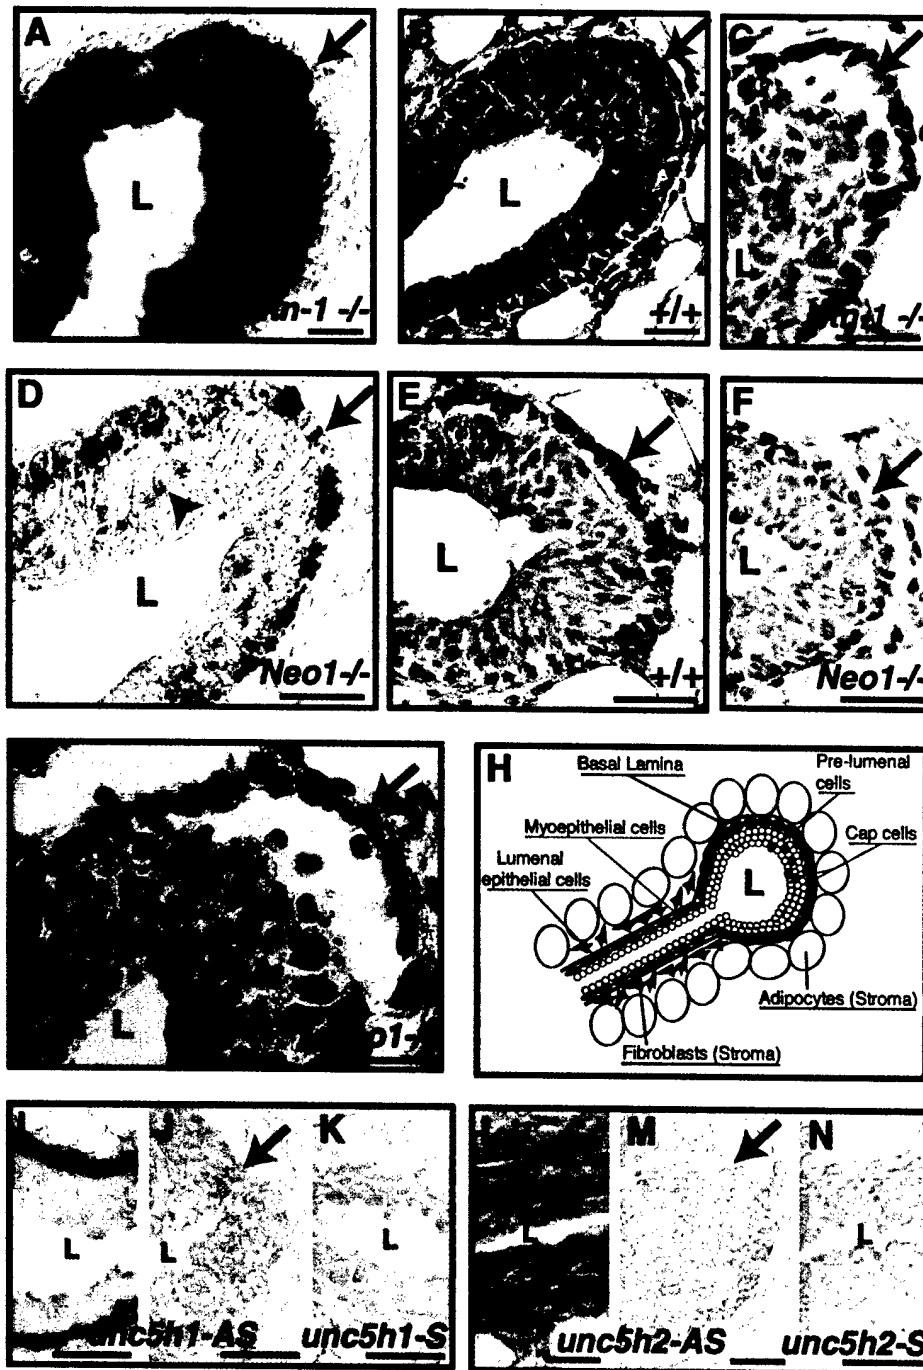 A
L
-1 -/-
B
L
+/+
C
L
-1 -/-
D
L
Neo1-/-
E
L
+/+
F
L
Neo1-/-
L
H
Basal Lamina
Pre-lumenal
cells
Myoepithelial cells
Cap cells
Lumenal
epithelial cells
L
Adipocytes (Stroma)
Fibroblasts (Stroma)
I
L
J
L
K
L
unc5h1-AS
unc5h1-S
L
L
M
N
L
unc5h2-AS
unc5h2-S